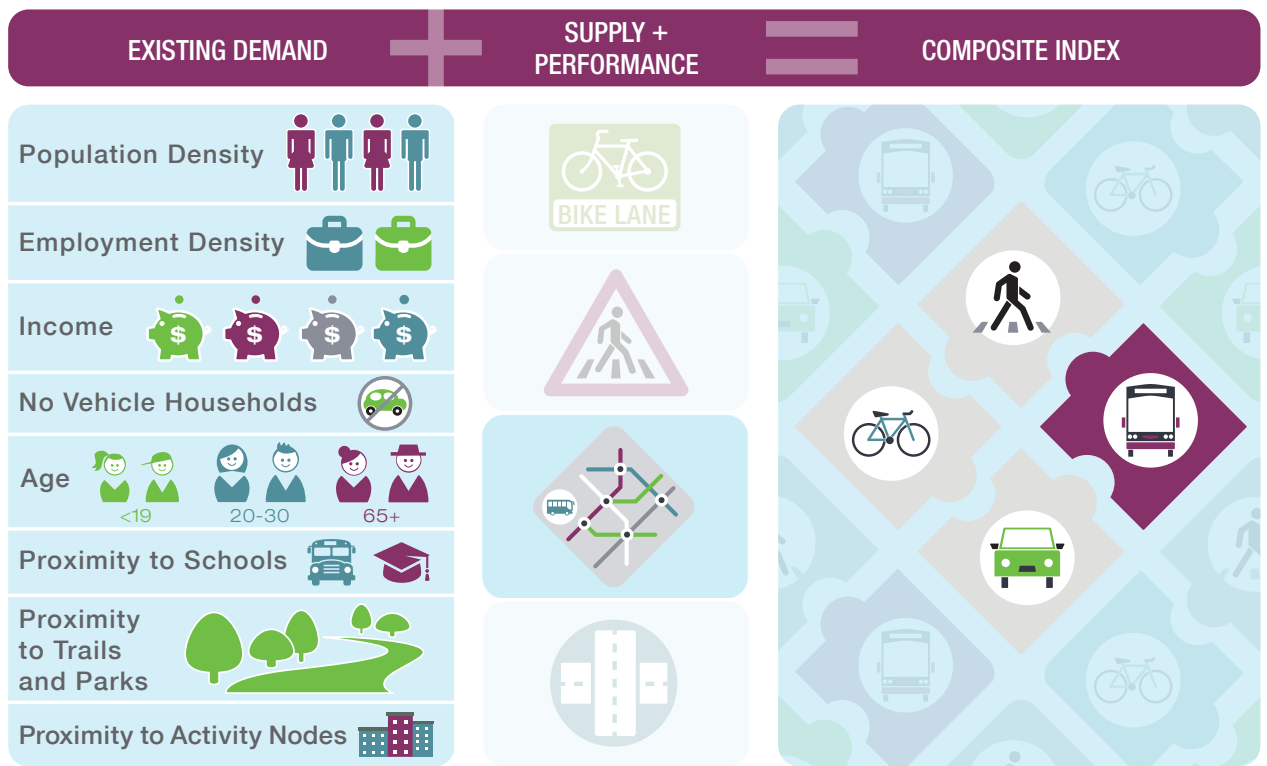 EXISTING DEMAND
SUPPLY +
PERFORMANCE
COMPOSITE INDEX
Population Density
Employment Density
Income
$ $ $ $
No Vehicle Households
Age
<19 20-30 65+
Proximity to Schools
Proximity
to Trails
and Parks
Proximity to Activity Nodes
BIKE LANE